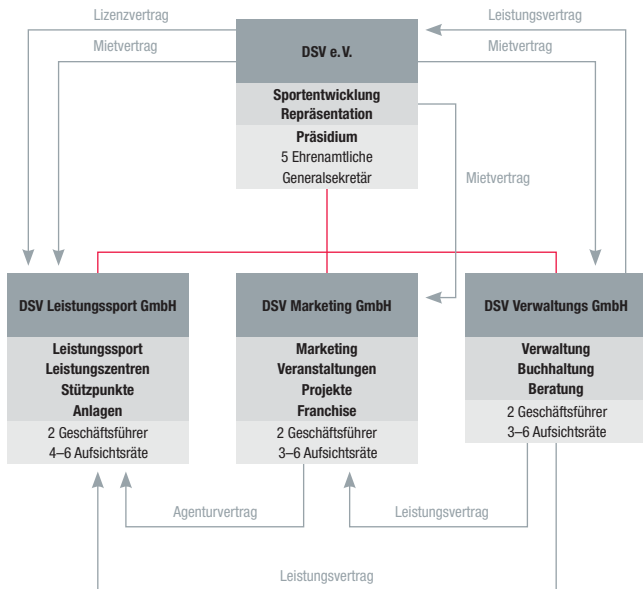 Lizenzvertrag
Leistungsvertrag
Mietvertrag
Mietvertrag
DSV e. V.
Sportentwicklung
Repräsentation
Präsidium
5 Ehrenamtliche
Generalsekretär
Mietvertrag
DSV Leistungssport GmbH
Leistungssport
Leistungszentren
Stützpunkte
Anlagen
2 Geschäftsführer
4–6 Aufsichtsräte
DSV Marketing GmbH
Marketing
Veranstaltungen
Projekte
Franchise
2 Geschäftsführer
3–6 Aufsichtsräte
DSV Verwaltungs GmbH
Verwaltung
Buchhaltung
Beratung
2 Geschäftsführer
3–6 Aufsichtsräte
Agenturvertrag
Leistungsvertrag
Leistungsvertrag